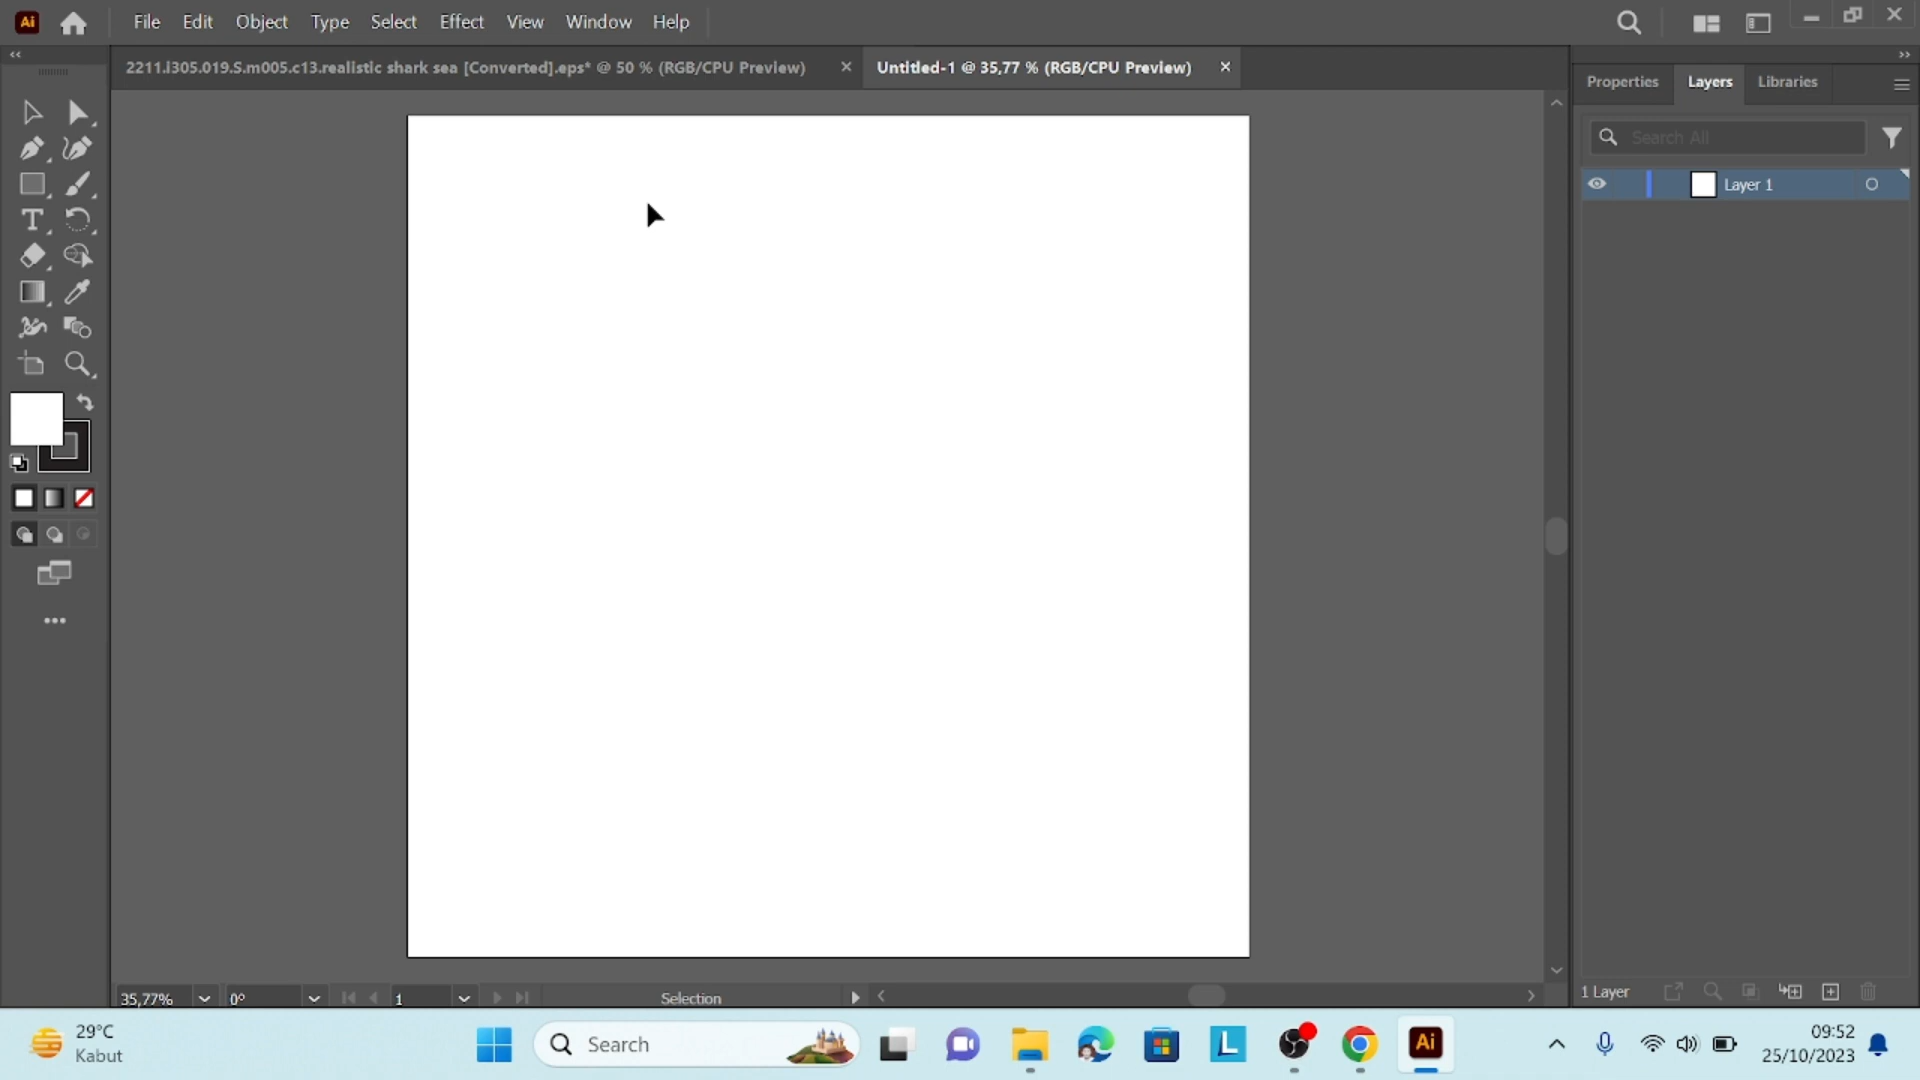 Ai File Edit Object Type Select Effect View Window Help
2211.i305.019.S.m005.c13.realistic shark sea [Converted].eps* @ 50 % (RGB/CPU Preview) Untitled-1 @ 35,77 % (RGB/CPU Preview)
Properties Layers Libraries
Search All
Layer 1
35,77% 0° 1 Selection
1 Layer
29°C
Kabut
Search
Ai
09:52
25/10/2023